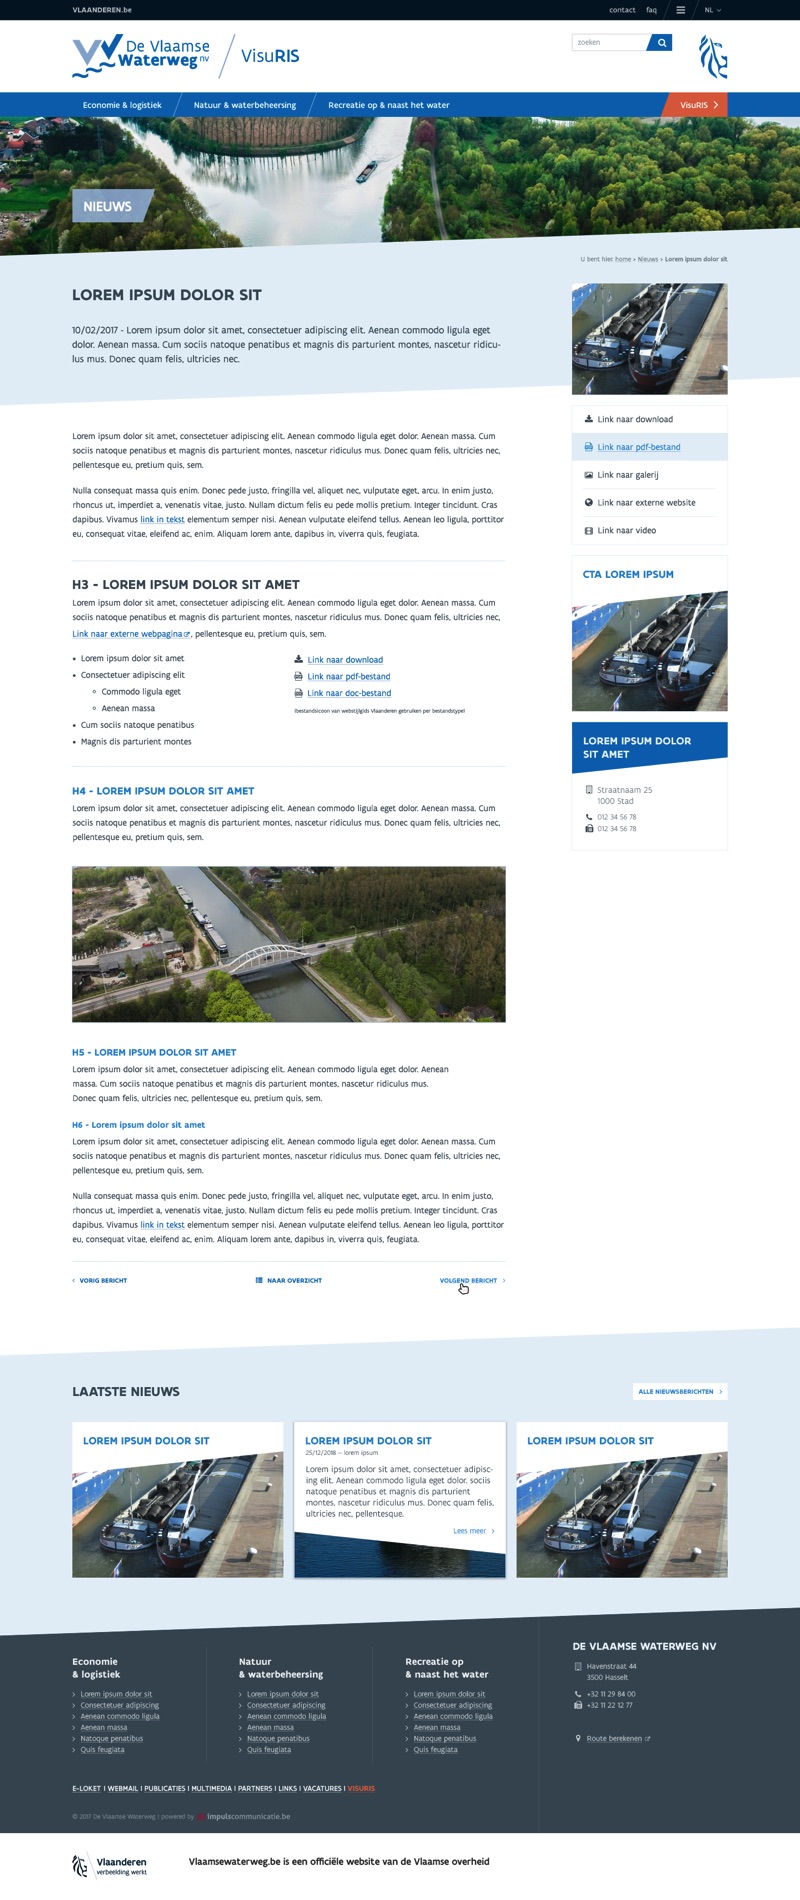 VLAANDEREN.be
contact faq NL
De Vlaamse
Waterweg nv
VisuRIS
zoeken
Economie & logistiek Natuur & waterbeheersing Recreatie op & naast het water VisuRIS
NIEUWS
U bent hier: home › Nieuws › Lorem ipsum dolor sit
LOREM IPSUM DOLOR SIT
10/02/2017 - Lorem ipsum dolor sit amet, consectetuer adipiscing elit. Aenean commodo ligula eget
dolor. Aenean massa. Cum sociis natoque penatibus et magnis dis parturient montes, nascetur ridicu-
lus mus. Donec quam felis, ultricies nec.
Lorem ipsum dolor sit amet, consectetuer adipiscing elit. Aenean commodo ligula eget dolor. Aenean massa. Cum
sociis natoque penatibus et magnis dis parturient montes, nascetur ridiculus mus. Donec quam felis, ultricies nec,
pellentesque eu, pretium quis, sem.
Nulla consequat massa quis enim. Donec pede justo, fringilla vel, aliquet nec, vulputate eget, arcu. In enim justo,
rhoncus ut, imperdiet a, venenatis vitae, justo. Nullam dictum felis eu pede mollis pretium. Integer tincidunt. Cras
dapibus. Vivamus link in tekst elementum semper nisi. Aenean vulputate eleifend tellus. Aenean leo ligula, porttitor
eu, consequat vitae, eleifend ac, enim. Aliquam lorem ante, dapibus in, viverra quis, feugiata.
H3 - LOREM IPSUM DOLOR SIT AMET
Lorem ipsum dolor sit amet, consectetuer adipiscing elit. Aenean commodo ligula eget dolor. Aenean massa. Cum
sociis natoque penatibus et magnis dis parturient montes, nascetur ridiculus mus. Donec quam felis, ultricies nec,
Link naar externe webpagina, pellentesque eu, pretium quis, sem.
• Lorem ipsum dolor sit amet
• Consectetuer adipiscing elit
◦ Commodo ligula eget
◦ Aenean massa
• Cum sociis natoque penatibus
• Magnis dis parturient montes
Link naar download
Link naar pdf-bestand
Link naar doc-bestand
(bestandsicoon van webstijlgids Vlaanderen gebruiken per bestandstype)
H4 - LOREM IPSUM DOLOR SIT AMET
Lorem ipsum dolor sit amet, consectetuer adipiscing elit. Aenean commodo ligula eget dolor. Aenean massa. Cum
sociis natoque penatibus et magnis dis parturient montes, nascetur ridiculus mus. Donec quam felis, ultricies nec,
pellentesque eu, pretium quis, sem.
H5 - LOREM IPSUM DOLOR SIT AMET
Lorem ipsum dolor sit amet, consectetuer adipiscing elit. Aenean commodo ligula eget dolor. Aenean
massa. Cum sociis natoque penatibus et magnis dis parturient montes, nascetur ridiculus mus.
Donec quam felis, ultricies nec, pellentesque eu, pretium quis, sem.
H6 - Lorem ipsum dolor sit amet
Lorem ipsum dolor sit amet, consectetuer adipiscing elit. Aenean commodo ligula eget dolor. Aenean massa. Cum
sociis natoque penatibus et magnis dis parturient montes, nascetur ridiculus mus. Donec quam felis, ultricies nec,
pellentesque eu, pretium quis, sem.
Nulla consequat massa quis enim. Donec pede justo, fringilla vel, aliquet nec, vulputate eget, arcu. In enim justo,
rhoncus ut, imperdiet a, venenatis vitae, justo. Nullam dictum felis eu pede mollis pretium. Integer tincidunt. Cras
dapibus. Vivamus link in tekst elementum semper nisi. Aenean vulputate eleifend tellus. Aenean leo ligula, porttitor
eu, consequat vitae, eleifend ac, enim. Aliquam lorem ante, dapibus in, viverra quis, feugiata.
‹ VORIG BERICHT NAAR OVERZICHT VOLGEND BERICHT ›
Link naar download
Link naar pdf-bestand
Link naar galerij
Link naar externe website
Link naar video
CTA LOREM IPSUM
LOREM IPSUM DOLOR
SIT AMET
Straatnaam 25
1000 Stad
012 34 56 78
012 34 56 78
LAATSTE NIEUWS
ALLE NIEUWSBERICHTEN ›
LOREM IPSUM DOLOR SIT
LOREM IPSUM DOLOR SIT
25/12/2018 – lorem ipsum
Lorem ipsum dolor sit amet, consectetuer adipisc-
ing elit. Aenean commodo ligula eget dolor. sociis
natoque penatibus et magnis dis parturient
montes, nascetur ridiculus mus. Donec quam felis,
ultricies nec, pellentesque.
Lees meer ›
LOREM IPSUM DOLOR SIT
Economie
& logistiek
› Lorem ipsum dolor sit
› Consectetuer adipiscing
› Aenean commodo ligula
› Aenean massa
› Natoque penatibus
› Quis feugiata
Natuur
& waterbeheersing
› Lorem ipsum dolor sit
› Consectetuer adipiscing
› Aenean commodo ligula
› Aenean massa
› Natoque penatibus
› Quis feugiata
Recreatie op
& naast het water
› Lorem ipsum dolor sit
› Consectetuer adipiscing
› Aenean commodo ligula
› Aenean massa
› Natoque penatibus
› Quis feugiata
DE VLAAMSE WATERWEG NV
Havenstraat 44
3500 Hasselt
+32 11 29 84 00
+32 11 22 12 77
Route berekenen
E-LOKET | WEBMAIL | PUBLICATIES | MULTIMEDIA | PARTNERS | LINKS | VACATURES | VISURIS
© 2017 De Vlaamse Waterweg | powered by impulscommunicatie.be
Vlaanderen
verbeelding werkt
Vlaamsewaterweg.be is een officiële website van de Vlaamse overheid